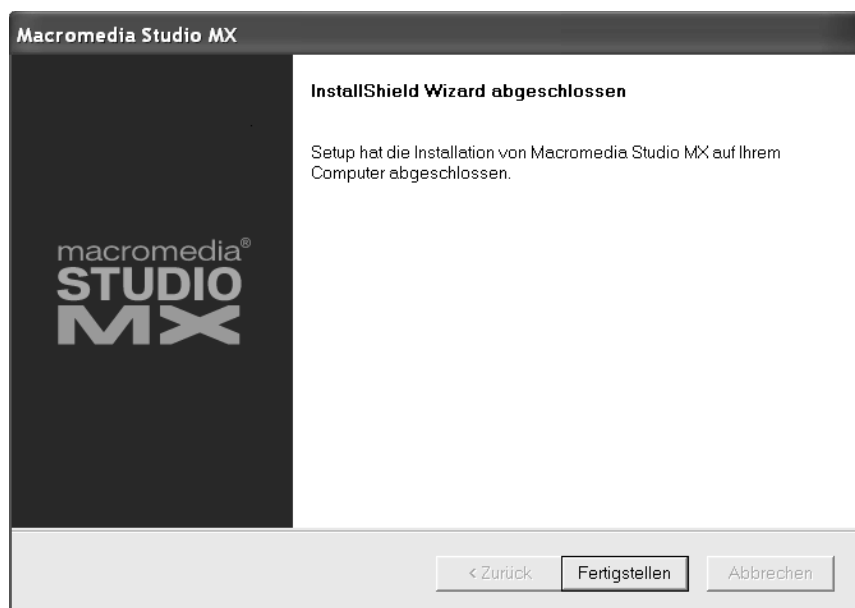 Macromedia Studio MX
InstallShield Wizard abgeschlossen
Setup hat die Installation von Macromedia Studio MX auf Ihrem
Computer abgeschlossen.
macromedia®
STUDIO
MX
< Zurück
Fertigstellen
Abbrechen